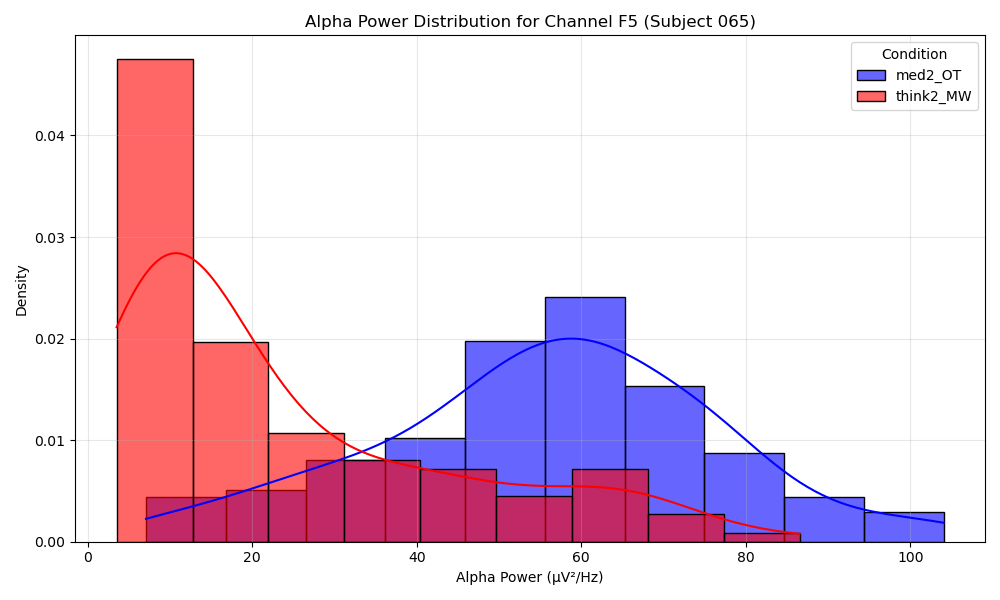 Alpha Power Distribution for Channel F5 (Subject 065)
Condition
med2_OT
think2_MW
0.04
0.03
0.02
0.01
0.00
Density
0 20 40 60 80 100
Alpha Power (µV²/Hz)